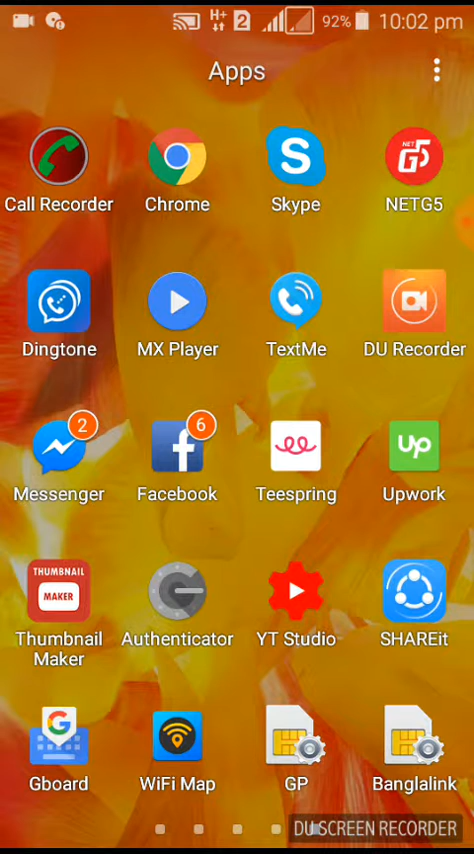 H+
2
92%
10:02 pm
Apps
NET
G5
Call Recorder
Chrome
Skype
NETG5
Dingtone
MX Player
TextMe
DU Recorder
2
6
up
Messenger
Facebook
Teespring
Upwork
THUMBNAIL
MAKER
Thumbnail
Maker
Authenticator
YT Studio
SHAREit
Gboard
WiFi Map
GP
Banglalink
DU SCREEN RECORDER